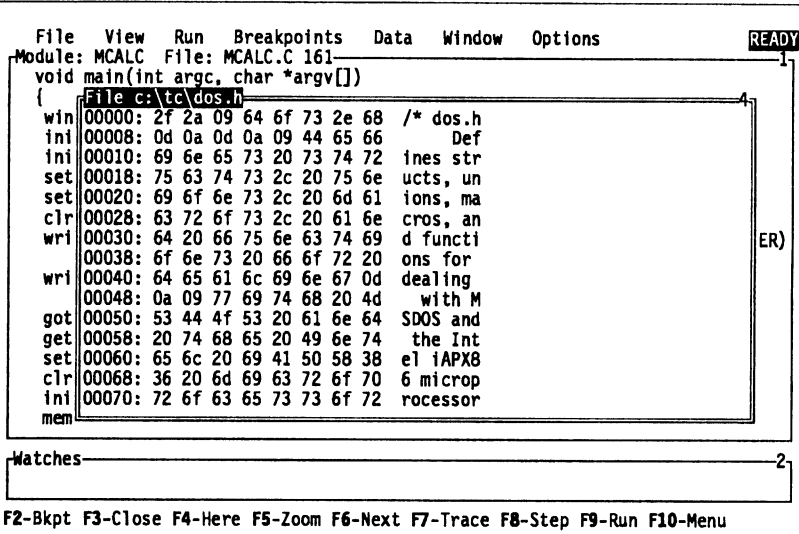 File View Run Breakpoints Data Window Options READY
Module: MCALC File: MCALC.C 161 1
void main(int argc, char *argv[])
{ File c:\tc\dos.h 4
win 00000: 2f 2a 09 64 6f 73 2e 68 /* dos.h
ini 00008: 0d 0a 0d 0a 09 44 65 66 Def
ini 00010: 69 6e 65 73 20 73 74 72 ines str
set 00018: 75 63 74 73 2c 20 75 6e ucts, un
set 00020: 69 6f 6e 73 2c 20 6d 61 ions, ma
clr 00028: 63 72 6f 73 2c 20 61 6e cros, an
wri 00030: 64 20 66 75 6e 63 74 69 d functi ER)
00038: 6f 6e 73 20 66 6f 72 20 ons for
wri 00040: 64 65 61 6c 69 6e 67 0d dealing
00048: 0a 09 77 69 74 68 20 4d with M
got 00050: 53 44 4f 53 20 61 6e 64 SDOS and
get 00058: 20 74 68 65 20 49 6e 74 the Int
set 00060: 65 6c 20 69 41 50 58 38 el iAPX8
clr 00068: 36 20 6d 69 63 72 6f 70 6 microp
ini 00070: 72 6f 63 65 73 73 6f 72 rocessor
mem
Watches 2
F2-Bkpt F3-Close F4-Here F5-Zoom F6-Next F7-Trace F8-Step F9-Run F10-Menu